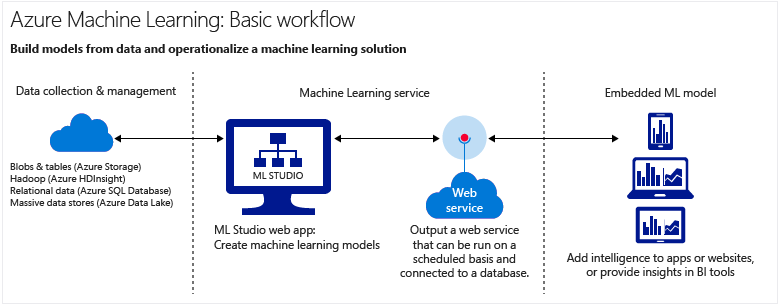 Azure Machine Learning: Basic workflow
Build models from data and operationalize a machine learning solution
Data collection & management
Machine Learning service
Embedded ML model
ML STUDIO
Web
service
Blobs & tables (Azure Storage)
Hadoop (Azure HDInsight)
Relational data (Azure SQL Database)
Massive data stores (Azure Data Lake)
ML Studio web app:
Create machine learning models
Output a web service
that can be run on a
scheduled basis and
connected to a database.
Add intelligence to apps or websites,
or provide insights in BI tools